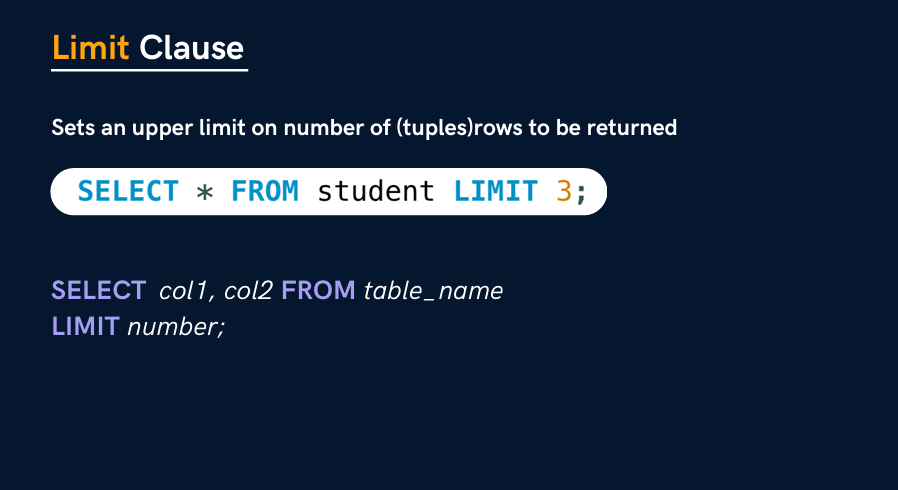 Limit Clause
Sets an upper limit on number of (tuples)rows to be returned
SELECT * FROM student LIMIT 3;
SELECT col1, col2 FROM table_name
LIMIT number;